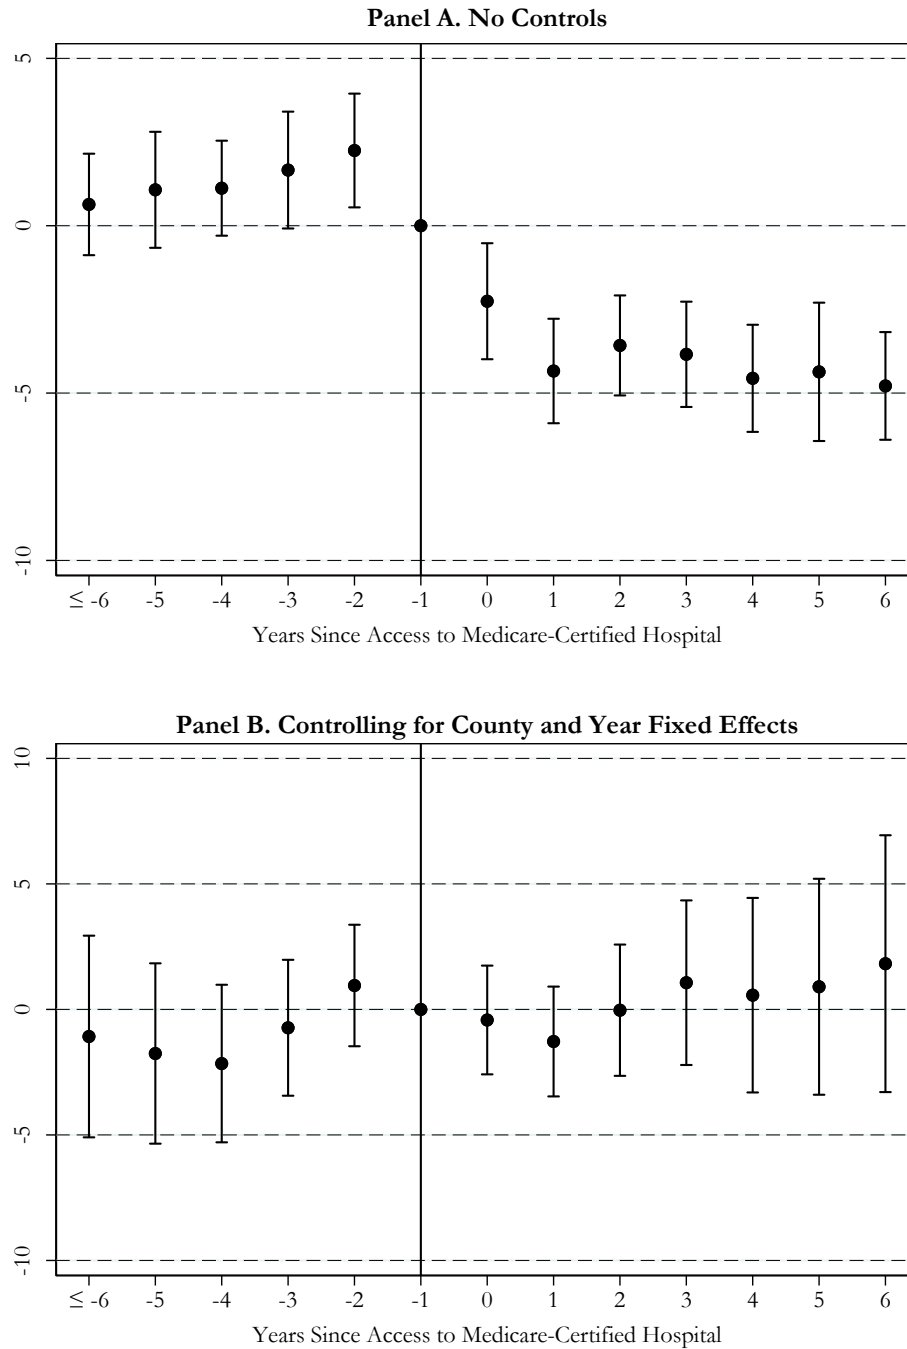 Panel A. No Controls
5
0
-5
-10
≤ -6 -5 -4 -3 -2 -1 0 1 2 3 4 5 6
Years Since Access to Medicare-Certified Hospital
Panel B. Controlling for County and Year Fixed Effects
10
5
0
-5
-10
≤ -6 -5 -4 -3 -2 -1 0 1 2 3 4 5 6
Years Since Access to Medicare-Certified Hospital